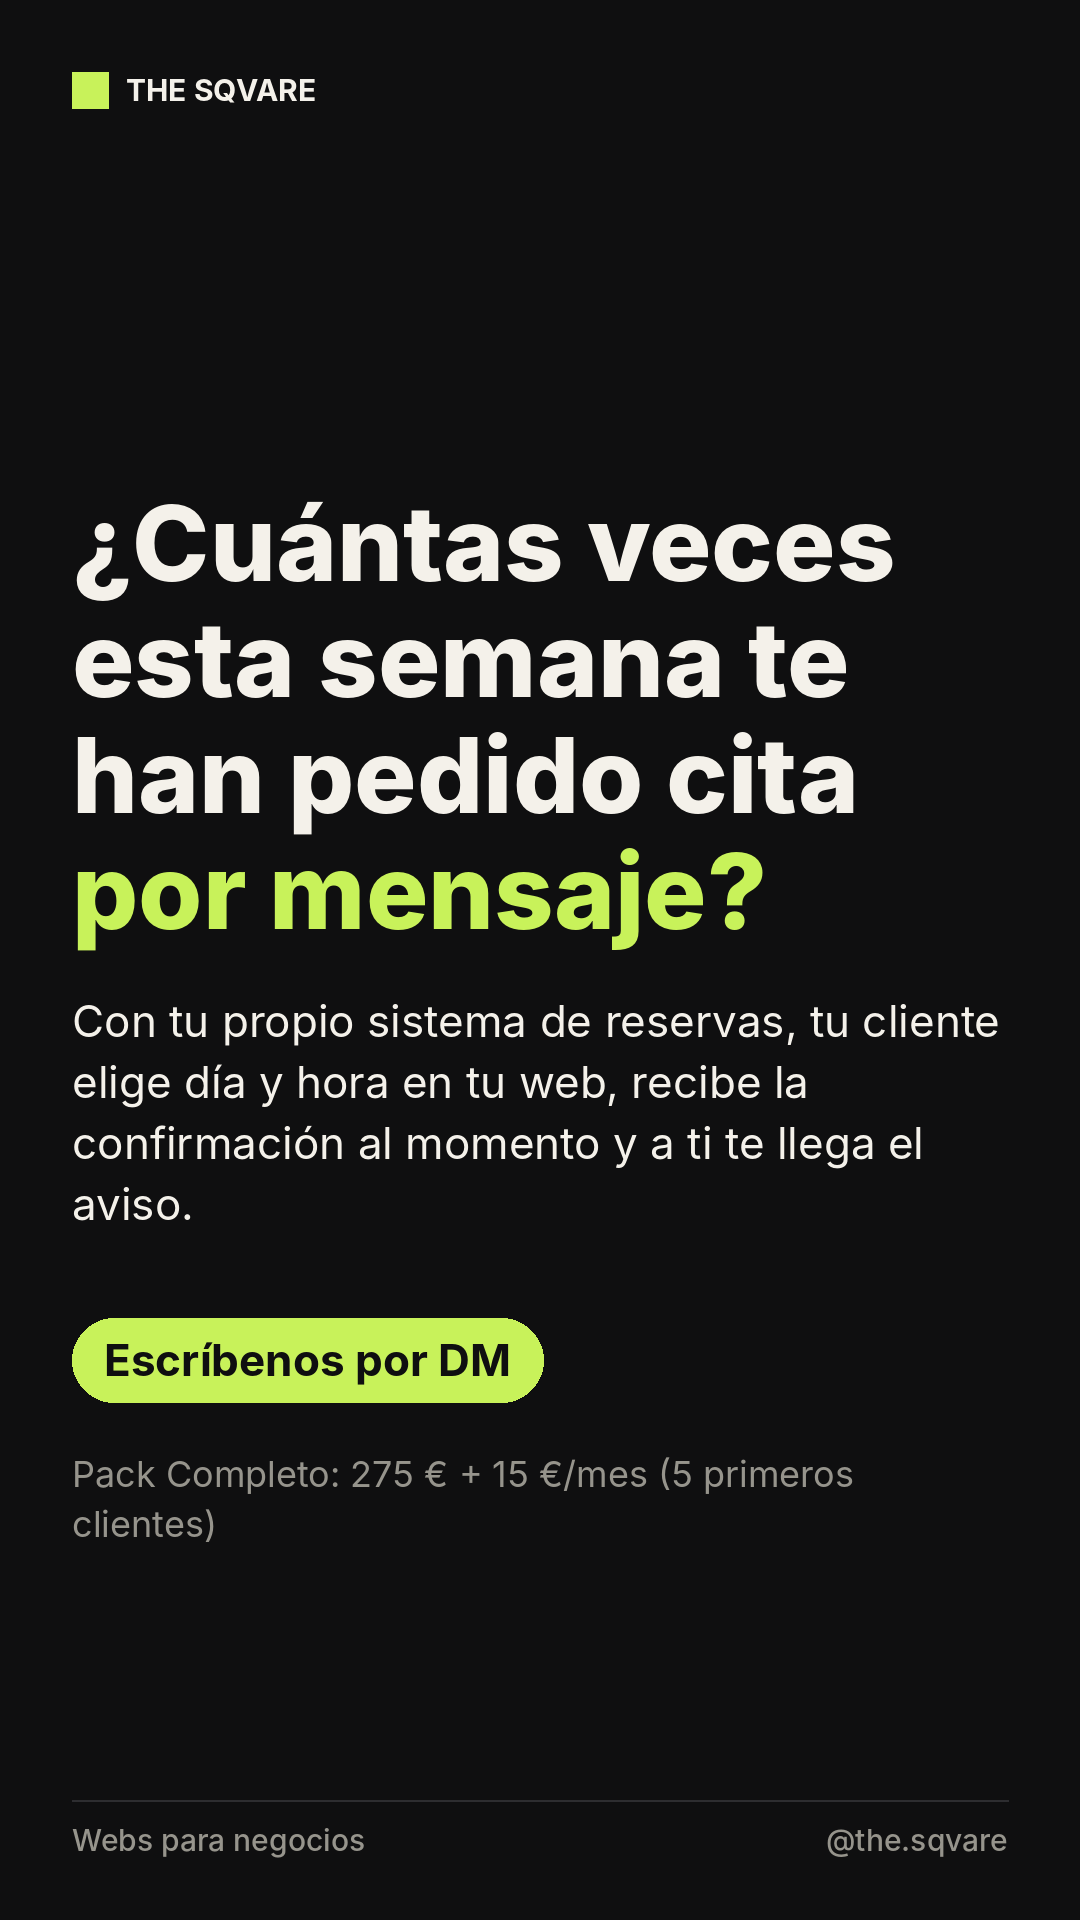 THE SQVARE
¿Cuántas veces
esta semana te
han pedido cita
por mensaje?
Con tu propio sistema de reservas, tu cliente
elige día y hora en tu web, recibe la
confirmación al momento y a ti te llega el
aviso.
Escríbenos por DM
Pack Completo: 275 € + 15 €/mes (5 primeros
clientes)
Webs para negocios
@the.sqvare